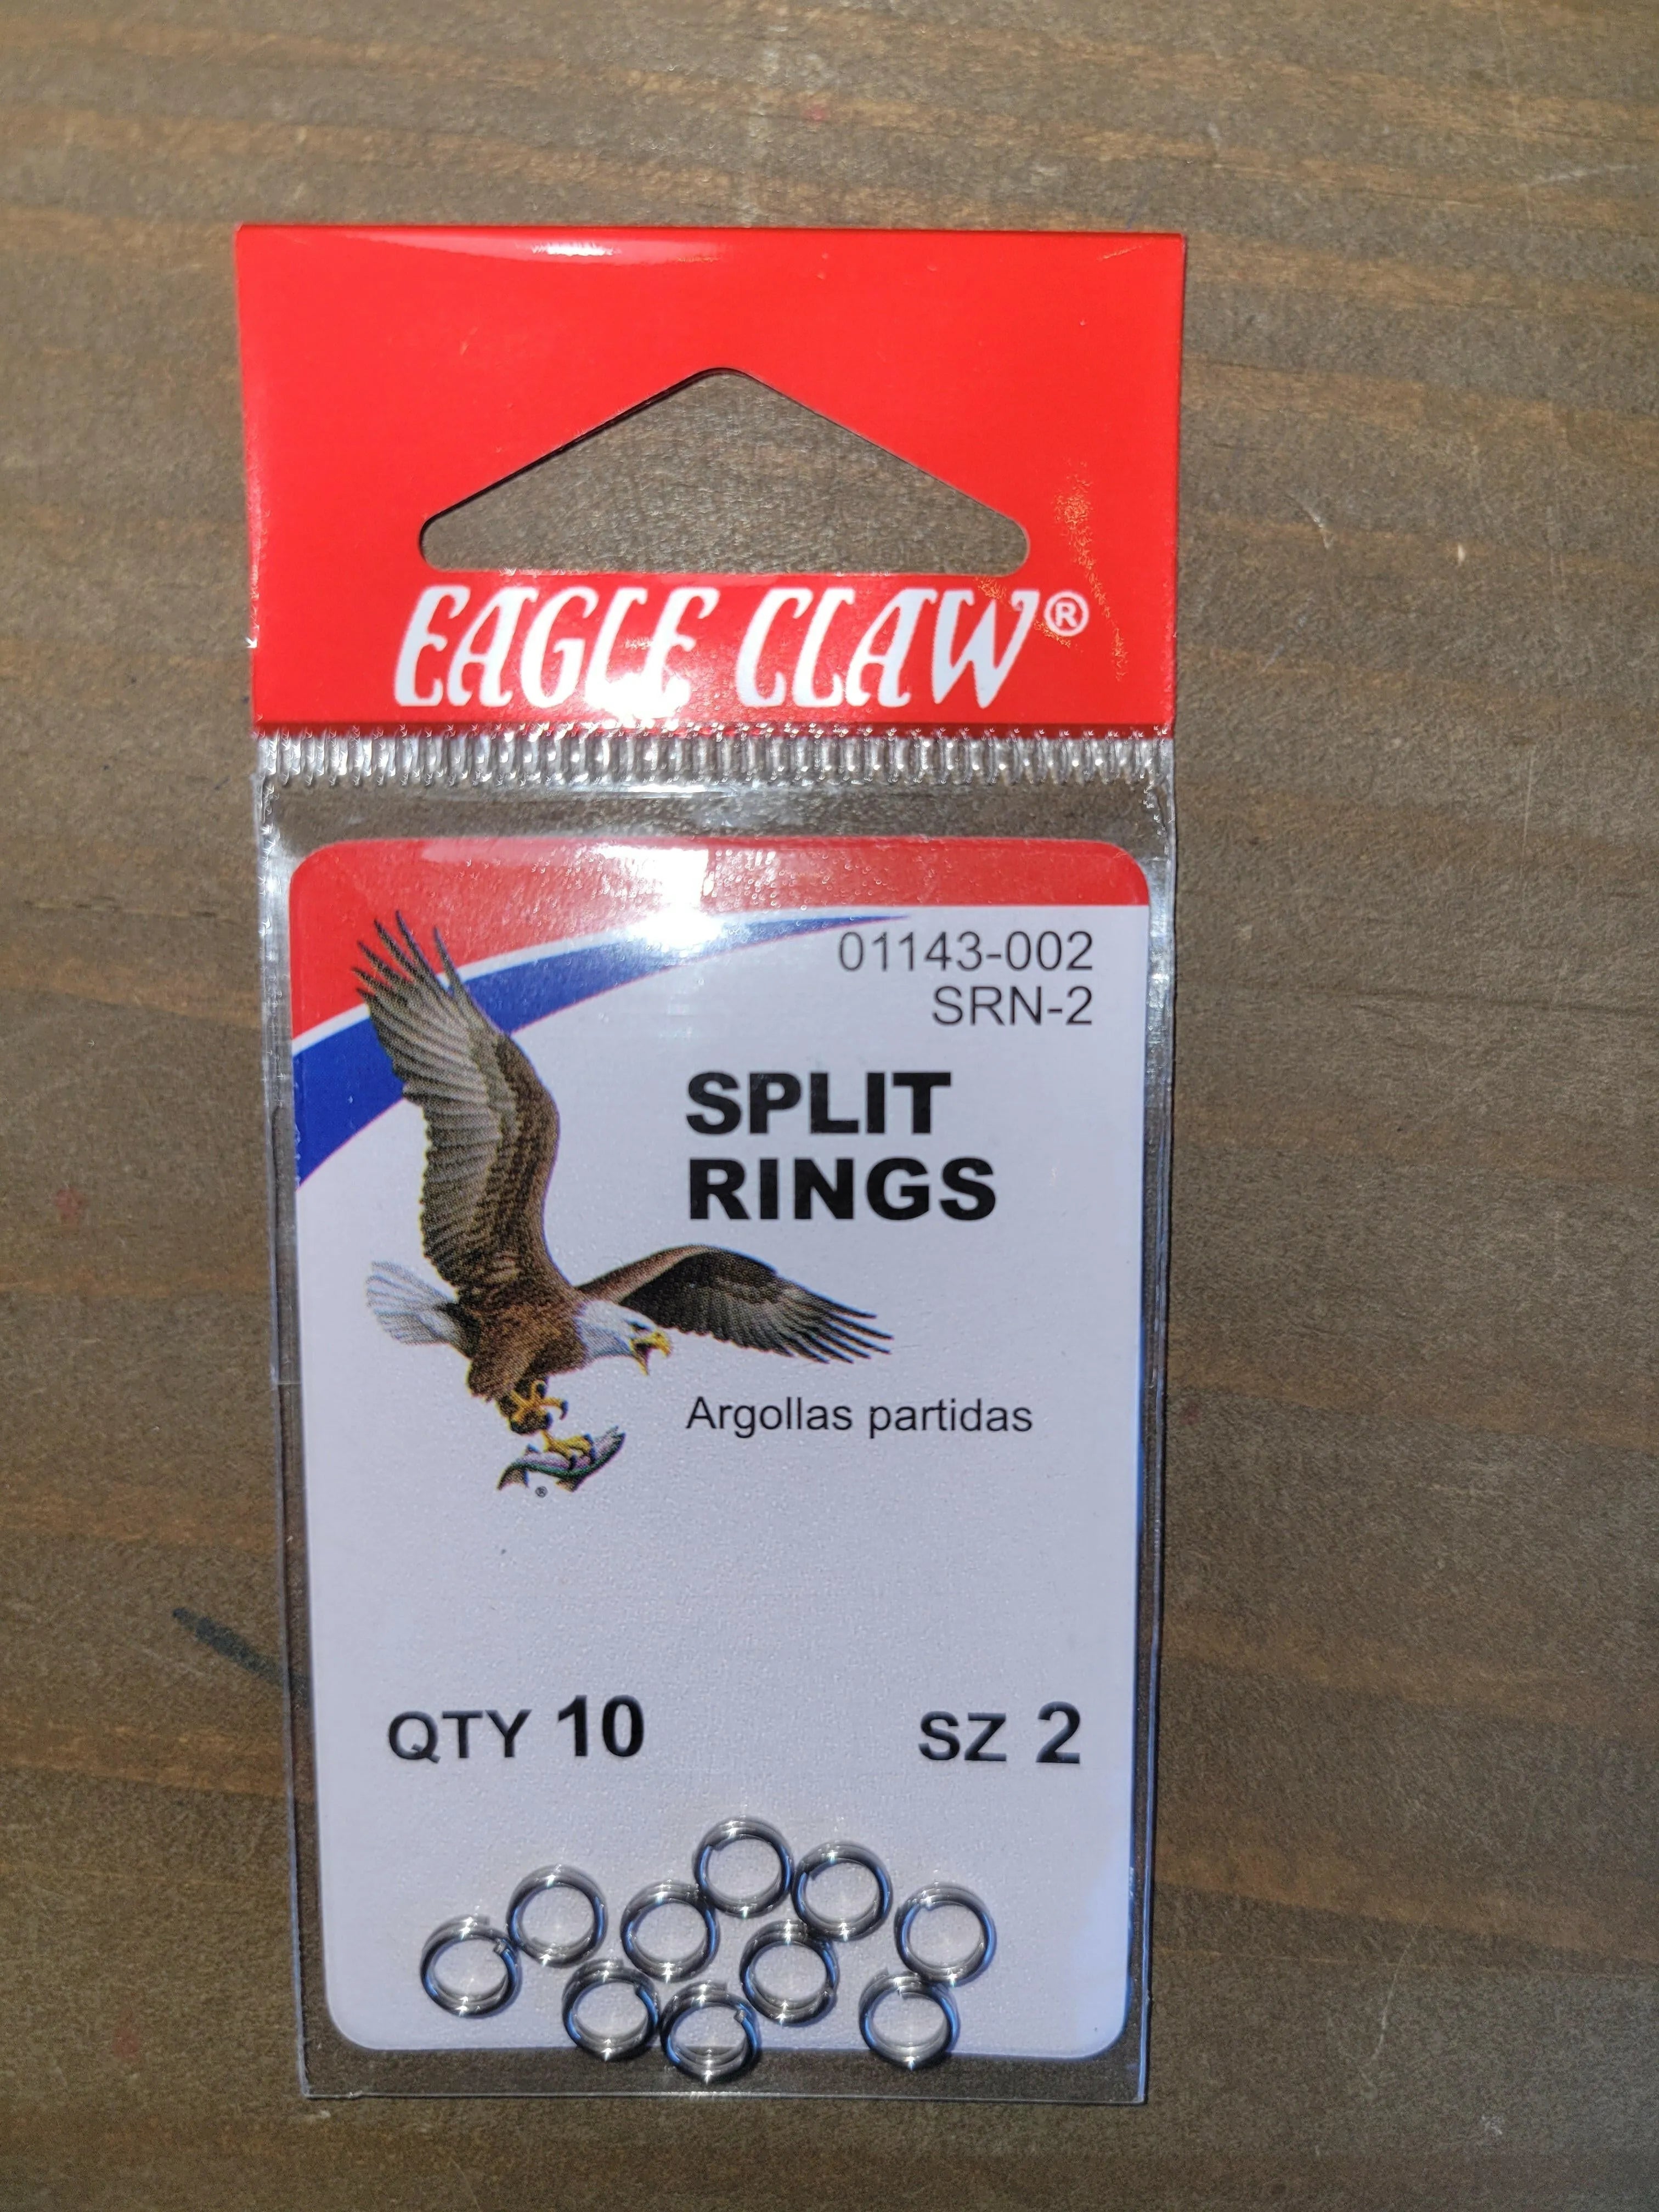 EAGLE CLAW®
01143-002
SRN-2
SPLIT
RINGS
Argollas partidas
®
QTY 10 SZ 2